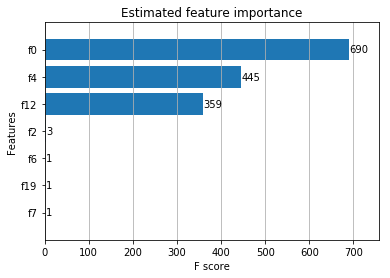 Estimated feature importance
Features
f0 690
f4 445
f12 359
f2 3
f6 1
f19 1
f7 1
0 100 200 300 400 500 600 700
F score